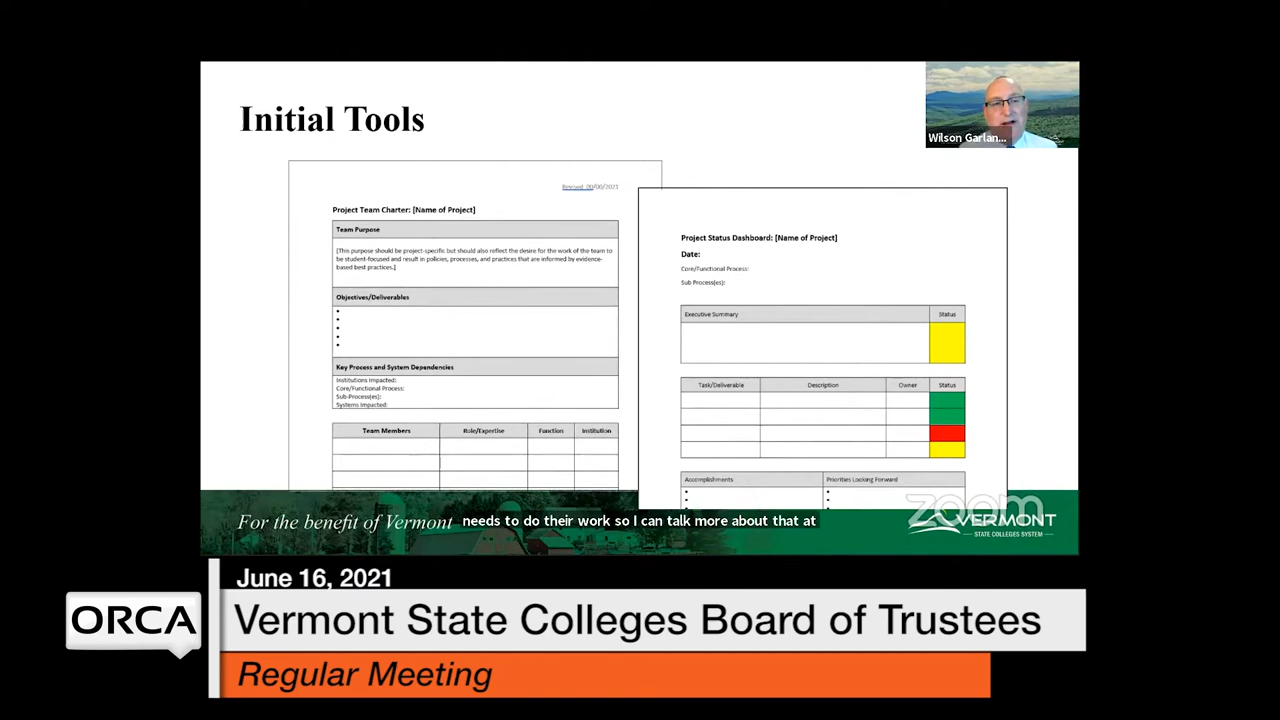 Initial Tools
Wilson Garlan...
Revised 00/00/2021
Project Team Charter: [Name of Project]
Team Purpose
[This purpose should be project-specific but should also reflect the desire for the work of the team to
be student-focused and result in policies, processes, and practices that are informed by evidence-
based best practices.]
Objectives/Deliverables
Key Process and System Dependencies
Institutions Impacted:
Core/Functional Process:
Sub-Process(es):
Systems Impacted:
Team Members Role/Expertise Function Institution
Project Status Dashboard: [Name of Project]
Date:
Core/Functional Process:
Sub Process(es):
Executive Summary Status
Task/Deliverable Description Owner Status
Accomplishments Priorities Looking Forward
For the benefit of Vermont
needs to do their work so I can talk more about that at
zoom
VERMONT
STATE COLLEGES SYSTEM
June 16, 2021
ORCA
Vermont State Colleges Board of Trustees
Regular Meeting